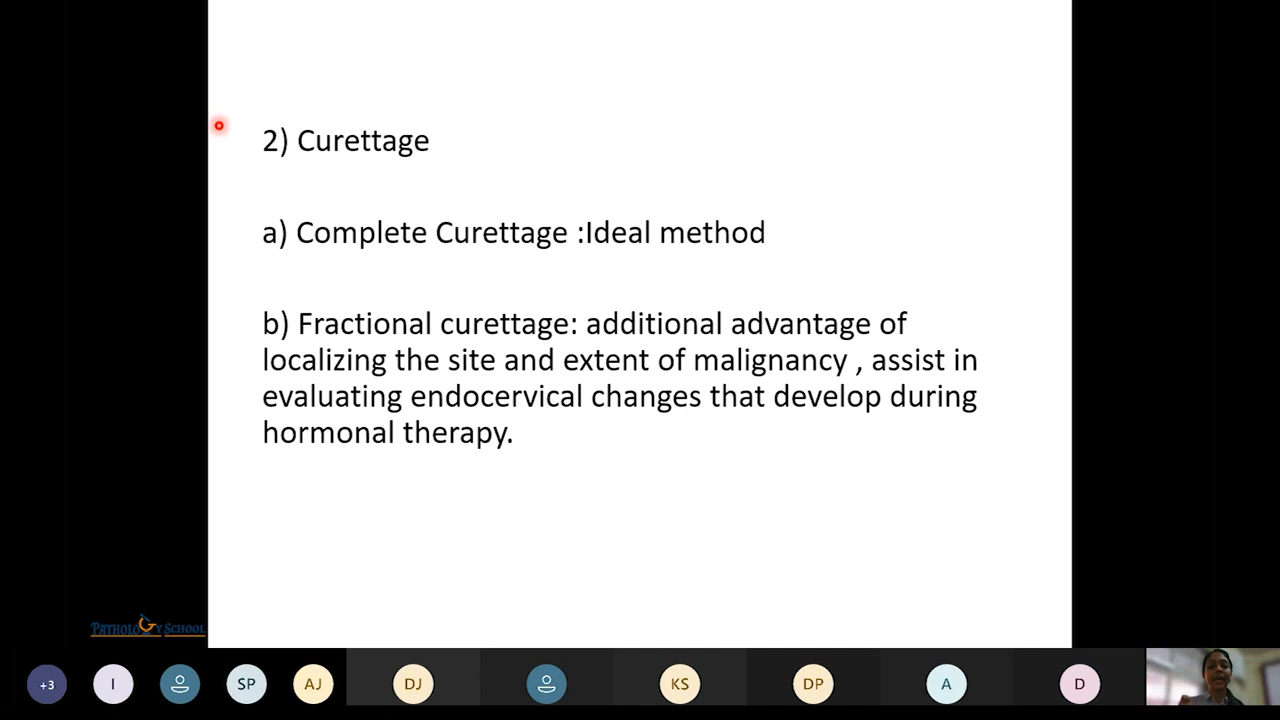 2) Curettage
a) Complete Curettage :Ideal method
b) Fractional curettage: additional advantage of
localizing the site and extent of malignancy , assist in
evaluating endocervical changes that develop during
hormonal therapy.
PATHOLOGY SCHOOL
+3 I SP AJ DJ KS DP A D